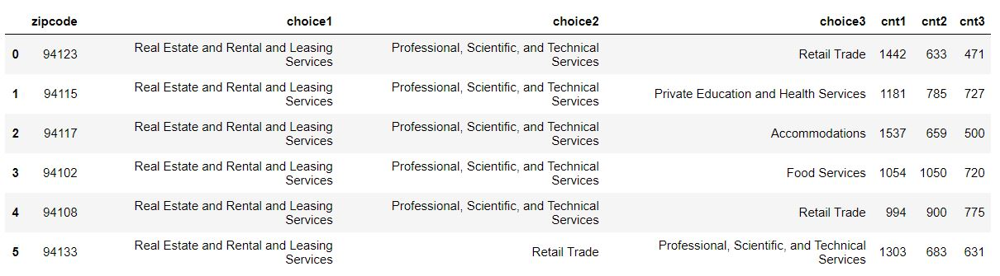 zipcode choice1 choice2 choice3 cnt1 cnt2 cnt3
0 94123 Real Estate and Rental and Leasing Services Professional, Scientific, and Technical Services Retail Trade 1442 633 471
1 94115 Real Estate and Rental and Leasing Services Professional, Scientific, and Technical Services Private Education and Health Services 1181 785 727
2 94117 Real Estate and Rental and Leasing Services Professional, Scientific, and Technical Services Accommodations 1537 659 500
3 94102 Real Estate and Rental and Leasing Services Professional, Scientific, and Technical Services Food Services 1054 1050 720
4 94108 Real Estate and Rental and Leasing Services Professional, Scientific, and Technical Services Retail Trade 994 900 775
5 94133 Real Estate and Rental and Leasing Services Retail Trade Professional, Scientific, and Technical Services 1303 683 631